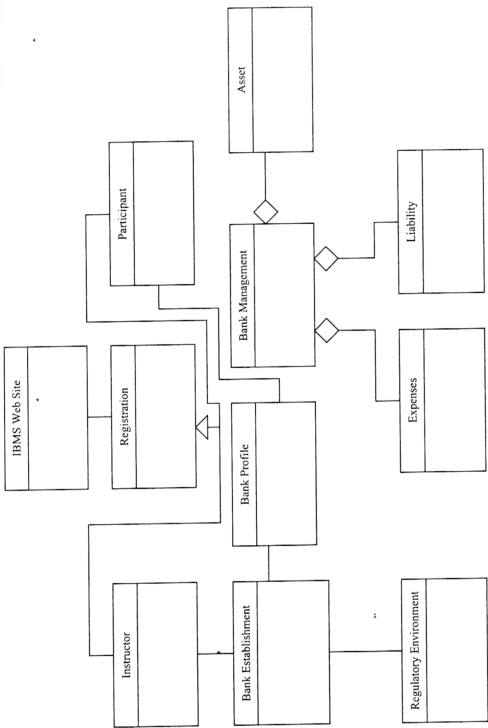 IBMS Web Site
Instructor
Registration
Participant
Bank Establishment
Bank Profile
Bank Management
Asset
Regulatory Environment
Expenses
Liability